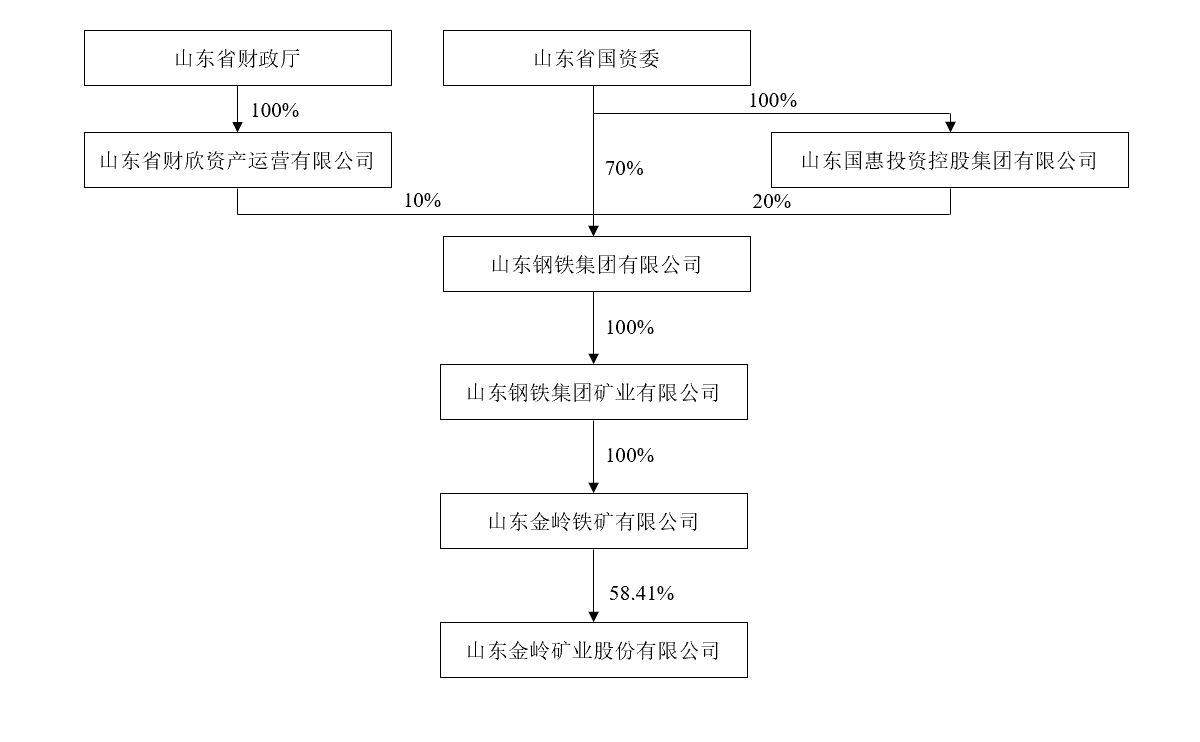 山东省财政厅
山东省国资委
100%
100%
山东省财欣资产运营有限公司
70%
山东国惠投资控股集团有限公司
10%
20%
山东钢铁集团有限公司
100%
山东钢铁集团矿业有限公司
100%
山东金岭铁矿有限公司
58.41%
山东金岭矿业股份有限公司